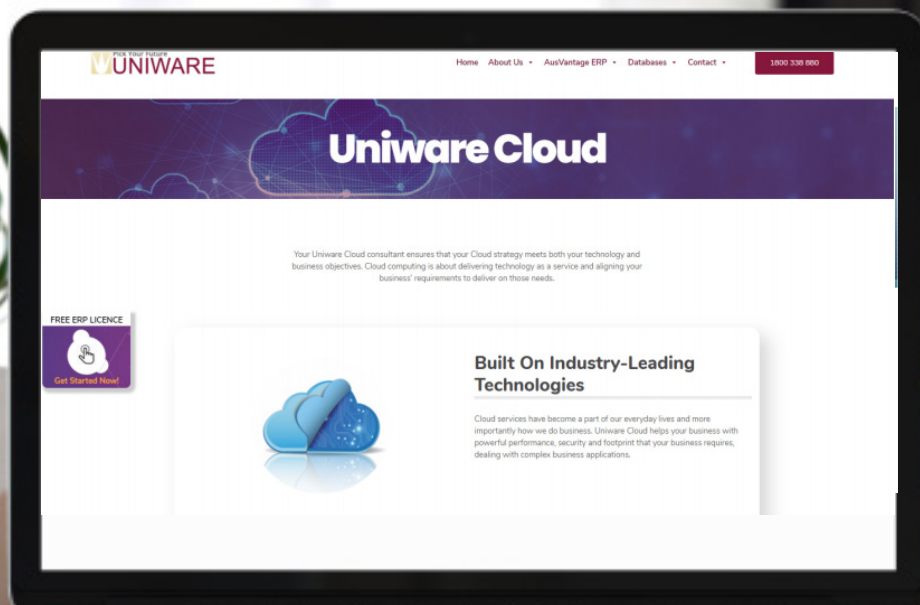 Pick Your Future
UNIWARE
Home About Us AusVantage ERP Databases Contact
1800 338 880
Uniware Cloud
Your Uniware Cloud consultant ensures that your Cloud strategy meets both your technology and
business objectives. Cloud computing is about delivering technology as a service and aligning your
business' requirements to deliver on those needs.
FREE ERP LICENCE
Get Started Now!
Built On Industry-Leading
Technologies
Cloud services have become a part of our everyday lives and more
importantly how we do business. Uniware Cloud helps your business with
powerful performance, security and footprint that your business requires,
dealing with complex business applications.